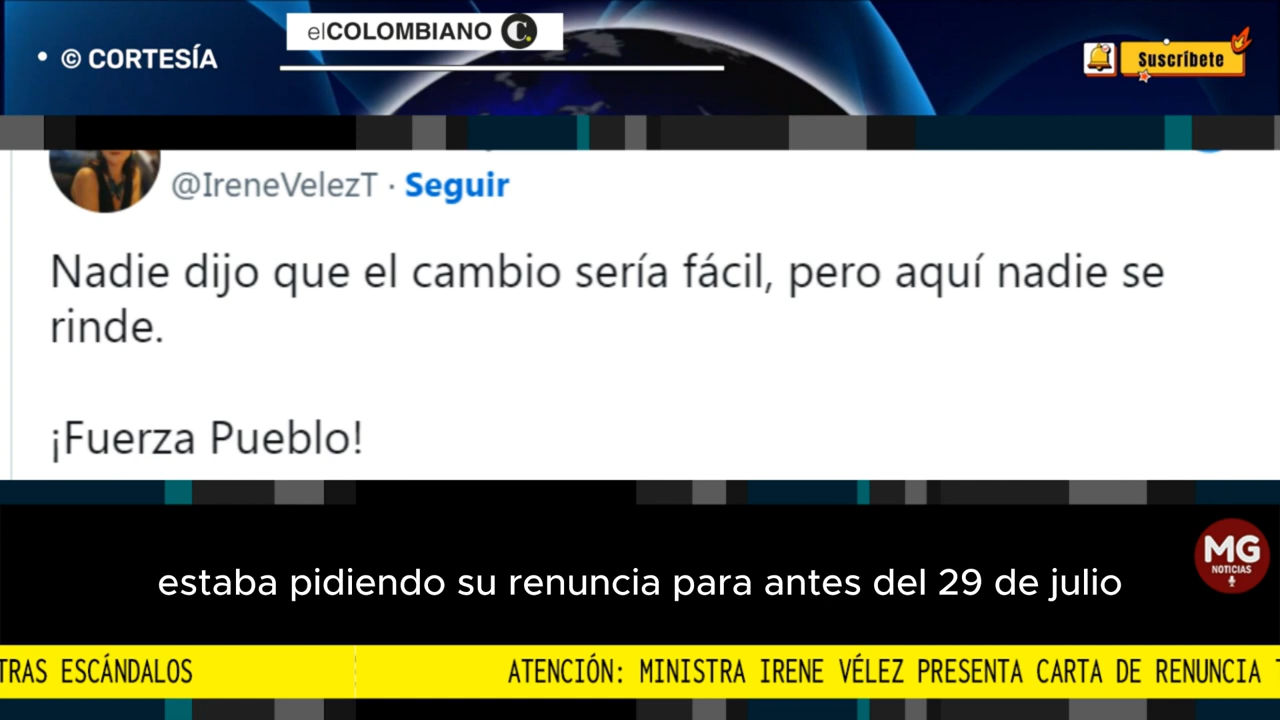 elCOLOMBIANO C.
• © CORTESÍA
Suscríbete
@IreneVelezT · Seguir
Nadie dijo que el cambio sería fácil, pero aquí nadie se
rinde.
¡Fuerza Pueblo!
MG
NOTICIAS
estaba pidiendo su renuncia para antes del 29 de julio
TRAS ESCÁNDALOS
ATENCIÓN: MINISTRA IRENE VÉLEZ PRESENTA CARTA DE RENUNCIA